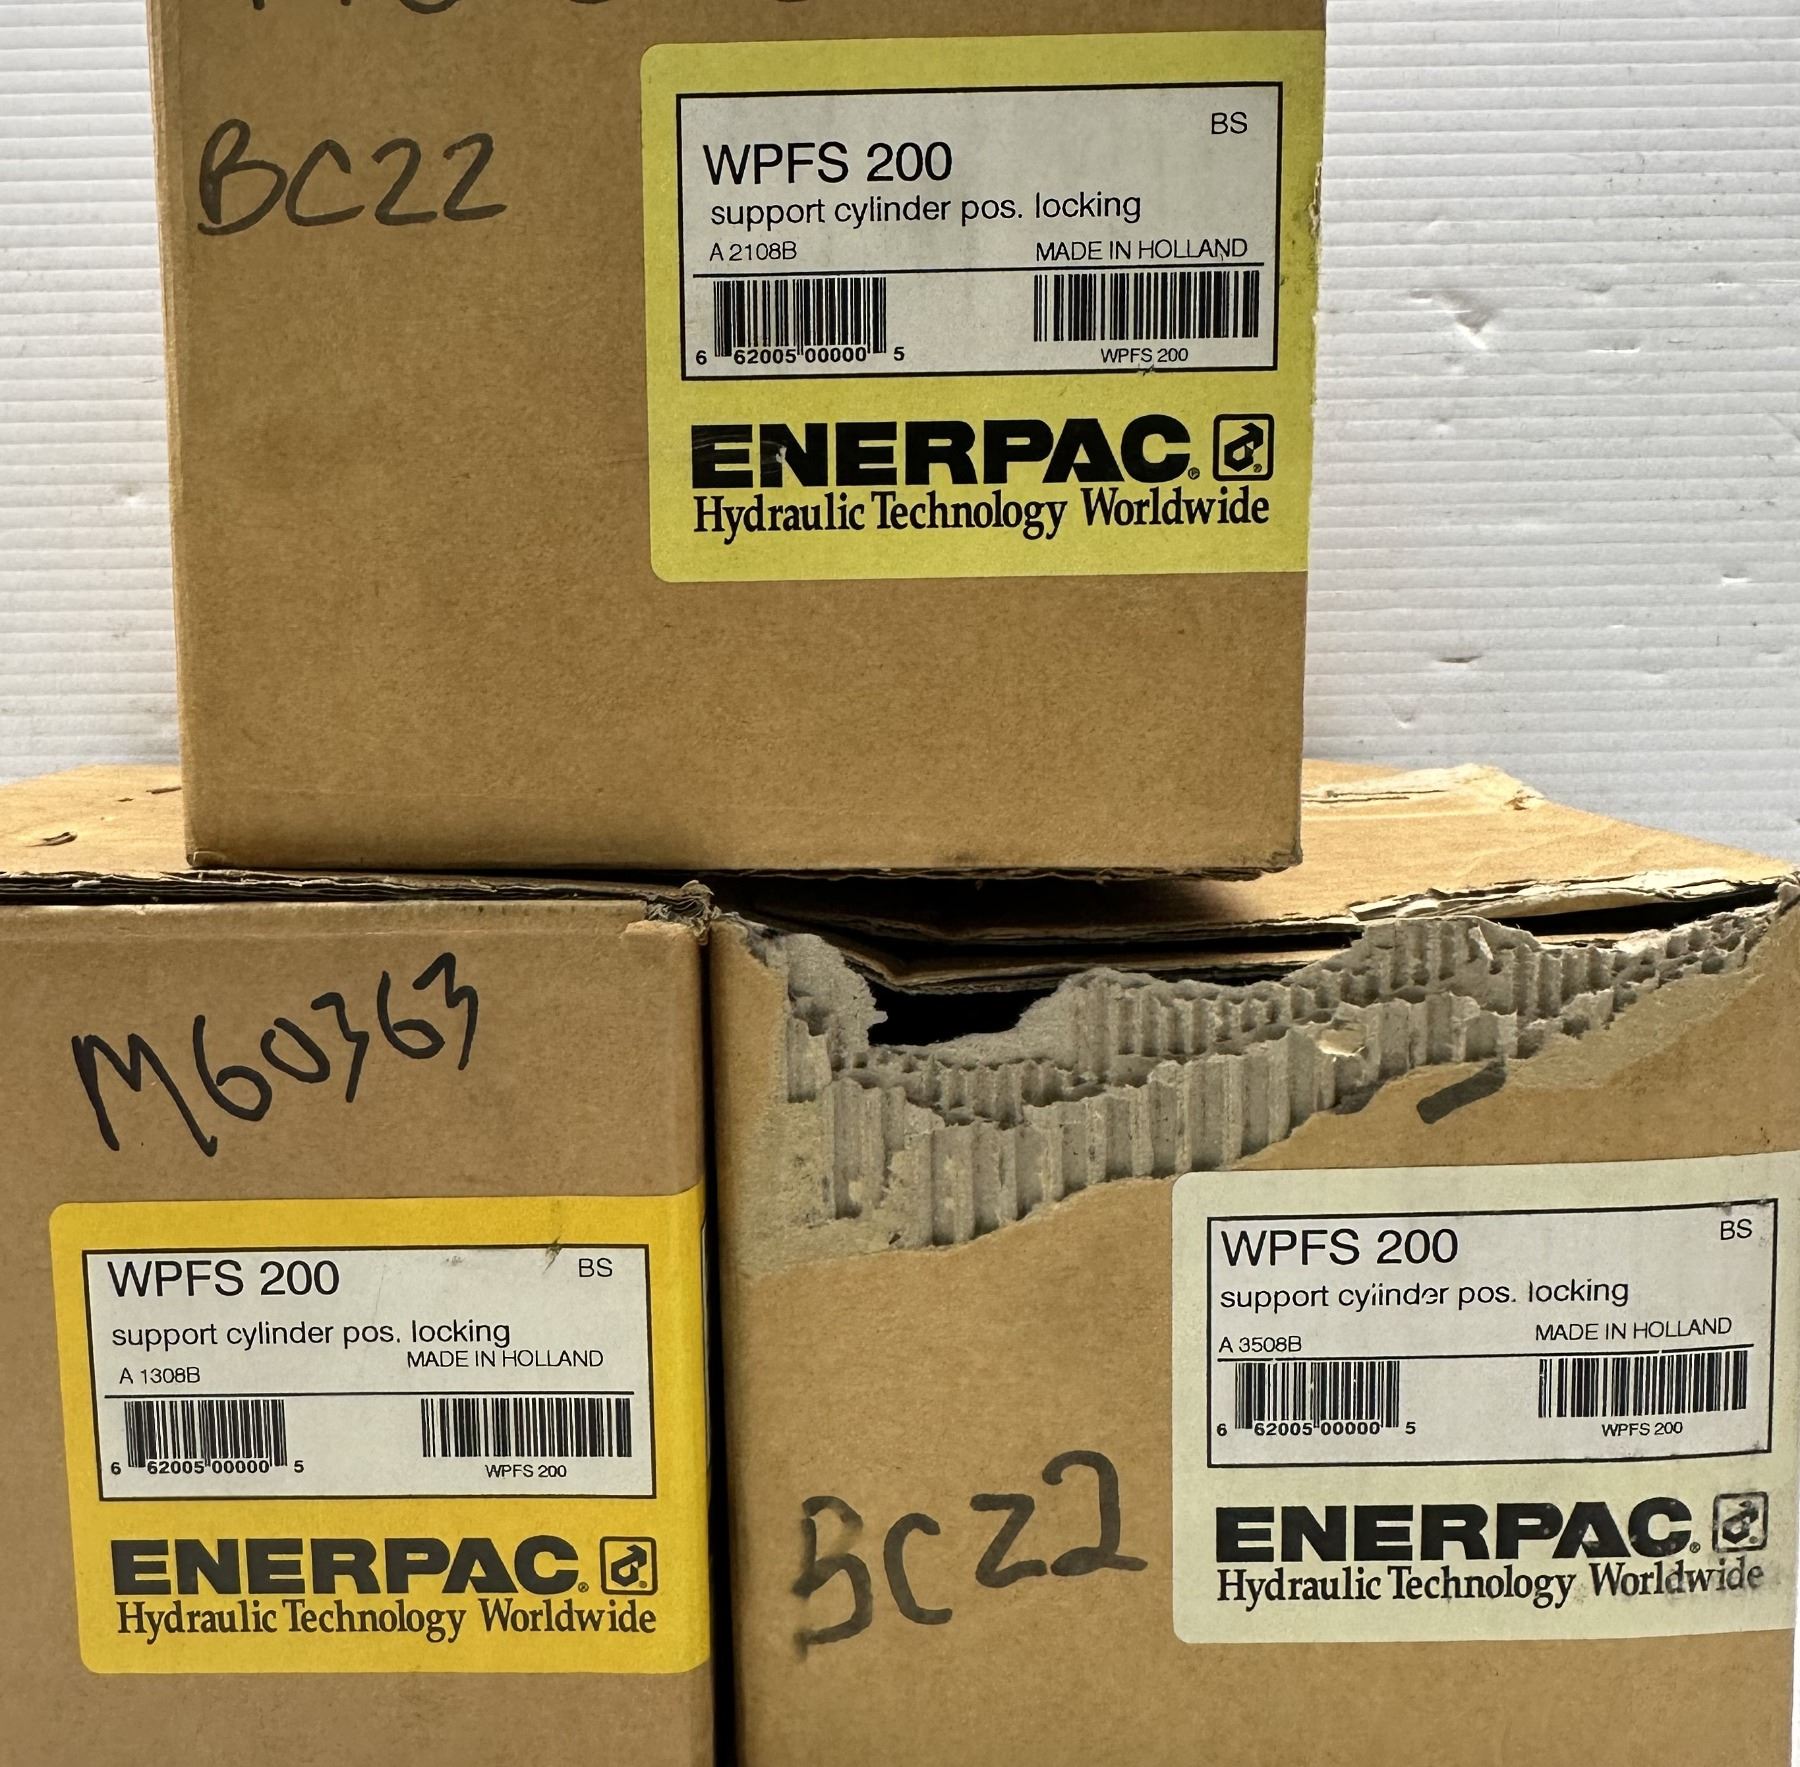 BC22
BS
WPFS 200
support cylinder pos. locking
A 2108B MADE IN HOLLAND
6 62005 00000 5
WPFS 200
ENERPAC®
Hydraulic Technology Worldwide
M60363
WPFS 200 BS
support cylinder pos. locking
MADE IN HOLLAND
A 1308B
6 62005 00000 5
WPFS 200
ENERPAC®
Hydraulic Technology Worldwide
WPFS 200 BS
support cylinder pos. locking
MADE IN HOLLAND
A 3508B
6 62005 00000 5
WPFS 200
BC22
ENERPAC®
Hydraulic Technology Worldwide